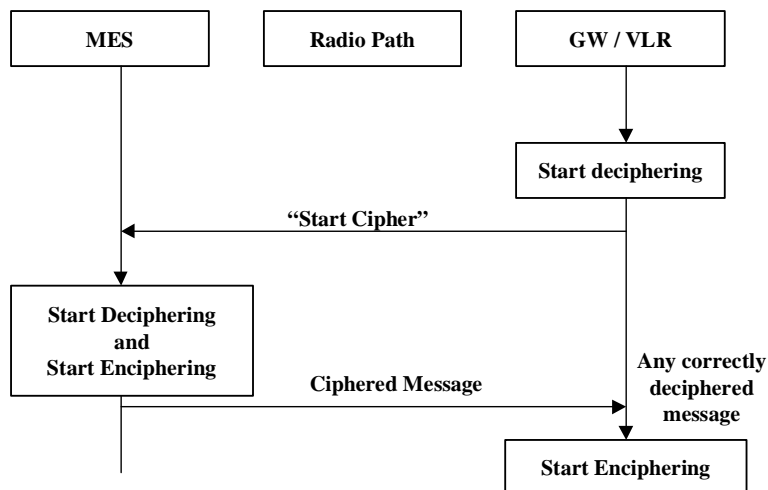 MES
Radio Path
GW / VLR
Start deciphering
“Start Cipher”
Start Deciphering
and
Start Enciphering
Ciphered Message
Any correctly
deciphered
message
Start Enciphering